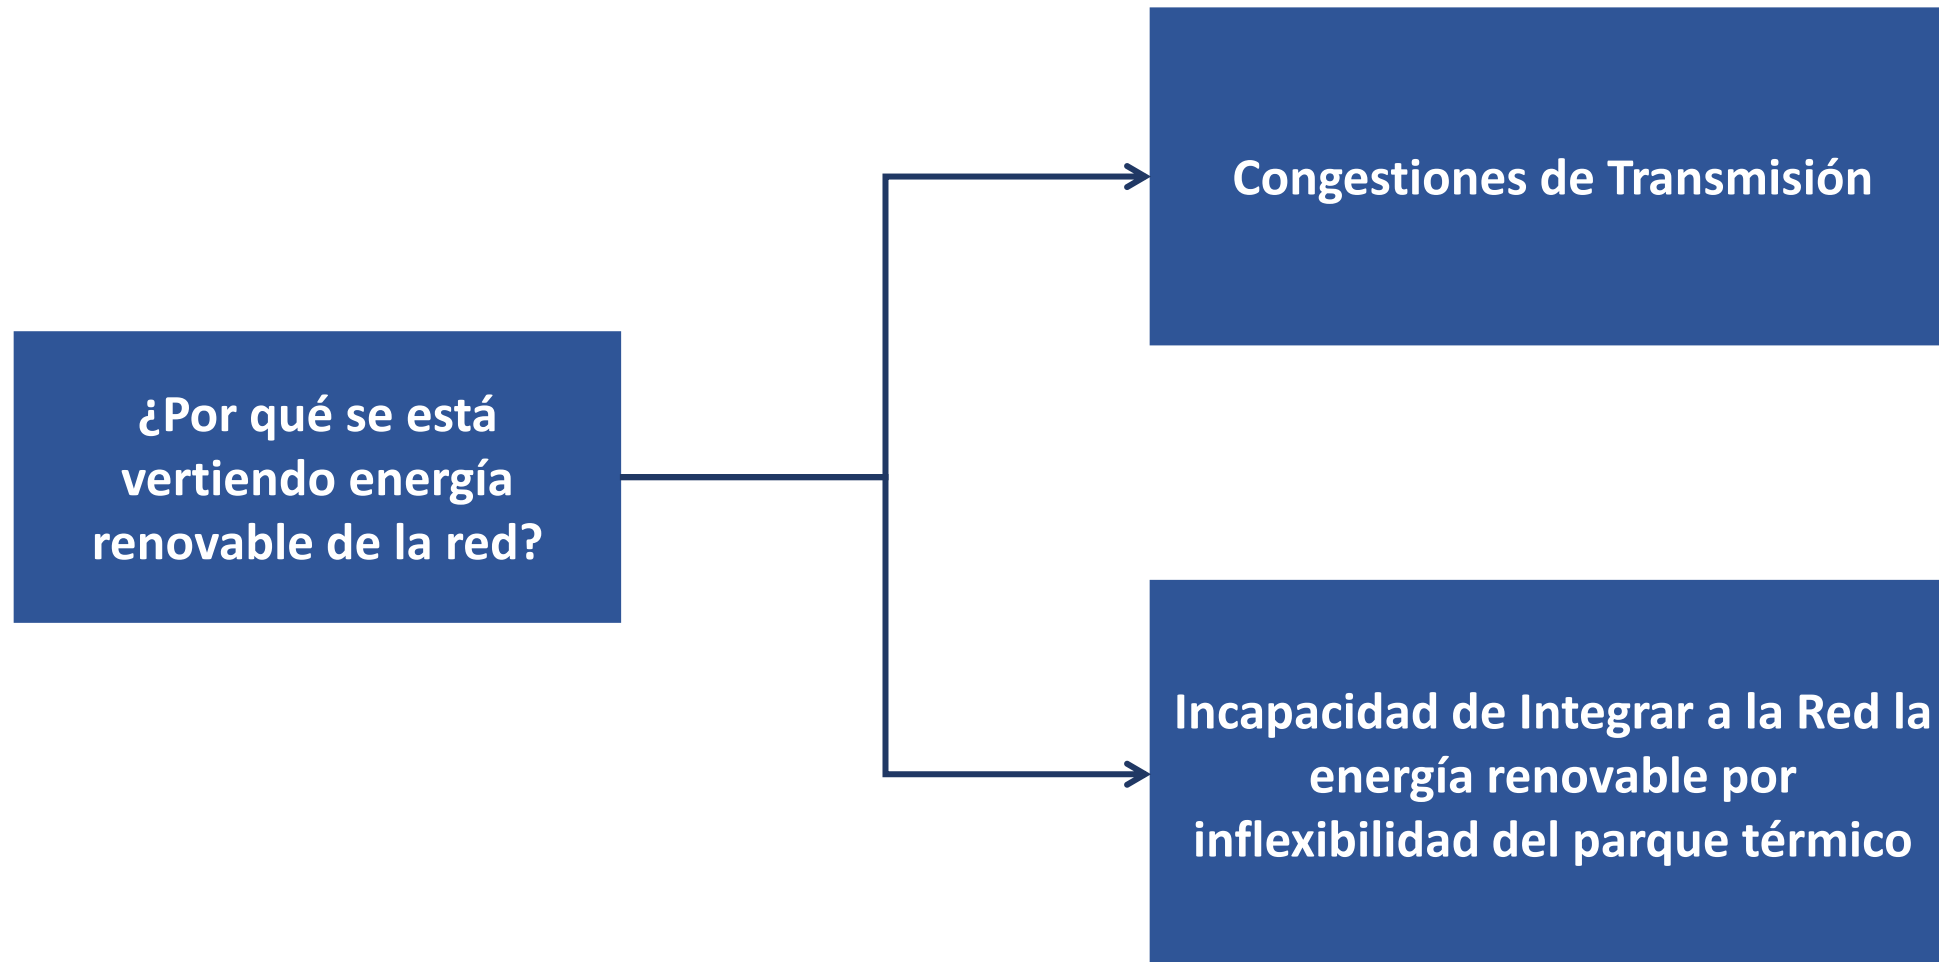 Congestiones de Transmisión
¿Por qué se está
vertiendo energía
renovable de la red?
Incapacidad de Integrar a la Red la
energía renovable por
inflexibilidad del parque térmico